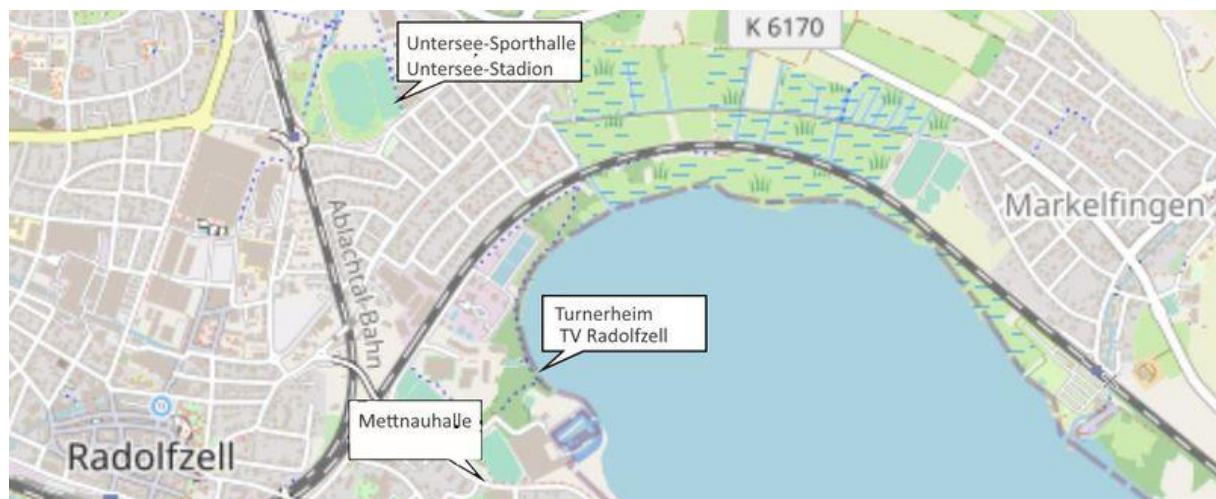 Untersee-Sporthalle
Untersee-Stadion
K 6170
Markelfingen
Ablachtal-Bahn
Turnerheim
TV Radolfzell
Mettnauhalle
Radolfzell